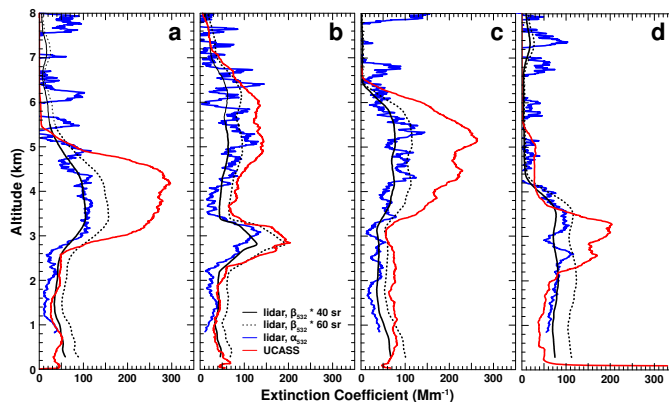 a
b
c
d
8
7
6
5
4
3
2
1
0
Altitude (km)
lidar, β532 * 40 sr
lidar, β532 * 60 sr
lidar, α532
UCASS
0 100 200 300 0 100 200 300 0 100 200 300 0 100 200 300
Extinction Coefficient (Mm⁻¹)